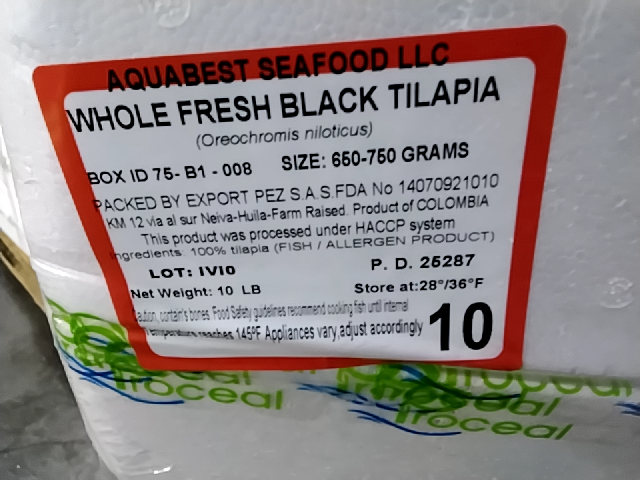 AQUABEST SEAFOOD LLC
WHOLE FRESH BLACK TILAPIA
(Oreochromis niloticus)
BOX ID 75- B1 - 008 SIZE: 650-750 GRAMS
PACKED BY EXPORT PEZ S.A.S.FDA No 14070921010
KM 12 via al sur Neiva-Huila-Farm Raised. Product of COLOMBIA
This product was processed under HACCP system
Ingredients: 100% tilapia (FISH / ALLERGEN PRODUCT)
LOT: IVI0 P. D. 25287
Net Weight: 10 LB Store at:28°/36°F
contain's bones. Food Safety guidelines recommend cooking fish until internal
temperature reaches 145ºF Appliances vary,adjust accordingly
10
troceal
troceal
troceal